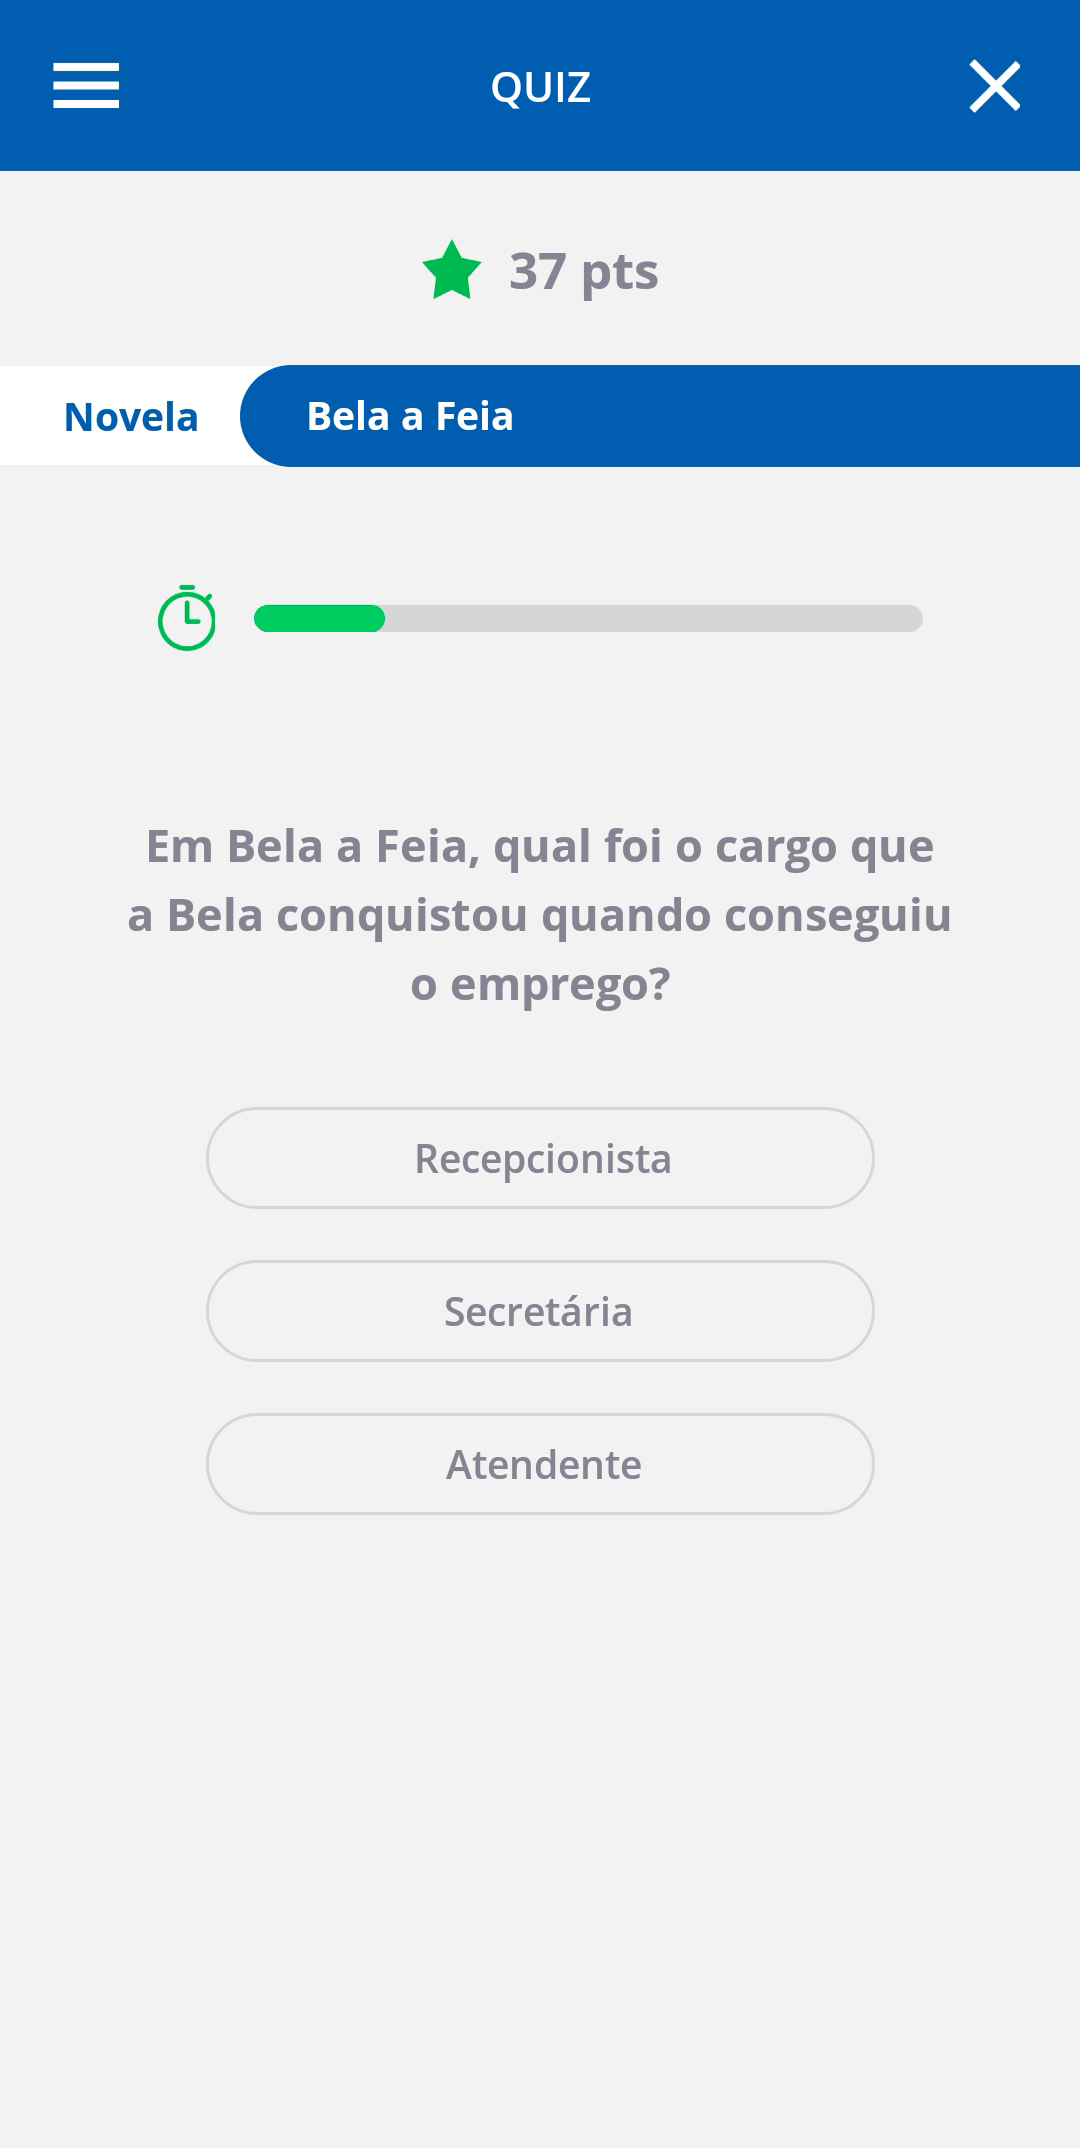 QUIZ
37 pts
Novela
Bela a Feia
Em Bela a Feia, qual foi o cargo que
a Bela conquistou quando conseguiu
o emprego?
Recepcionista
Secretária
Atendente